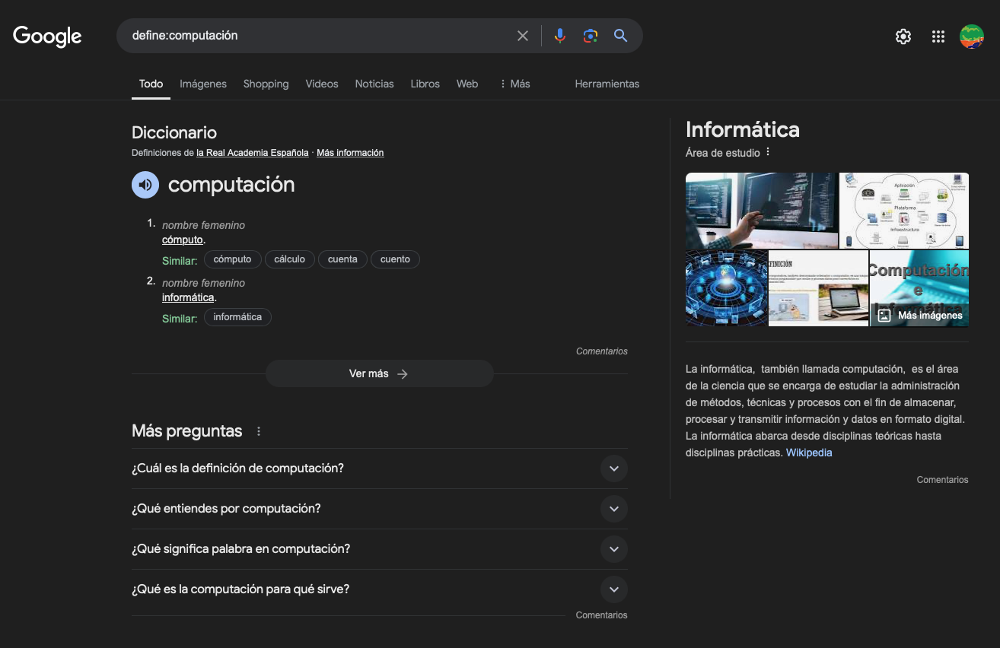 Google
define:computación
Todo Imágenes Shopping Videos Noticias Libros Web Más Herramientas
Diccionario
Definiciones de la Real Academia Española · Más información
computación
1. nombre femenino
cómputo.
Similar: cómputo cálculo cuenta cuento
2. nombre femenino
informática.
Similar: informática
Comentarios
Ver más
Más preguntas
¿Cuál es la definición de computación?
¿Qué entiendes por computación?
¿Qué significa palabra en computación?
¿Qué es la computación para qué sirve?
Comentarios
Informática
Área de estudio
Aplicación
Plataforma
Infraestructura
Computación
e
Informática
Más imágenes
La informática, también llamada computación, es el área
de la ciencia que se encarga de estudiar la administración
de métodos, técnicas y procesos con el fin de almacenar,
procesar y transmitir información y datos en formato digital.
La informática abarca desde disciplinas teóricas hasta
disciplinas prácticas. Wikipedia
Comentarios